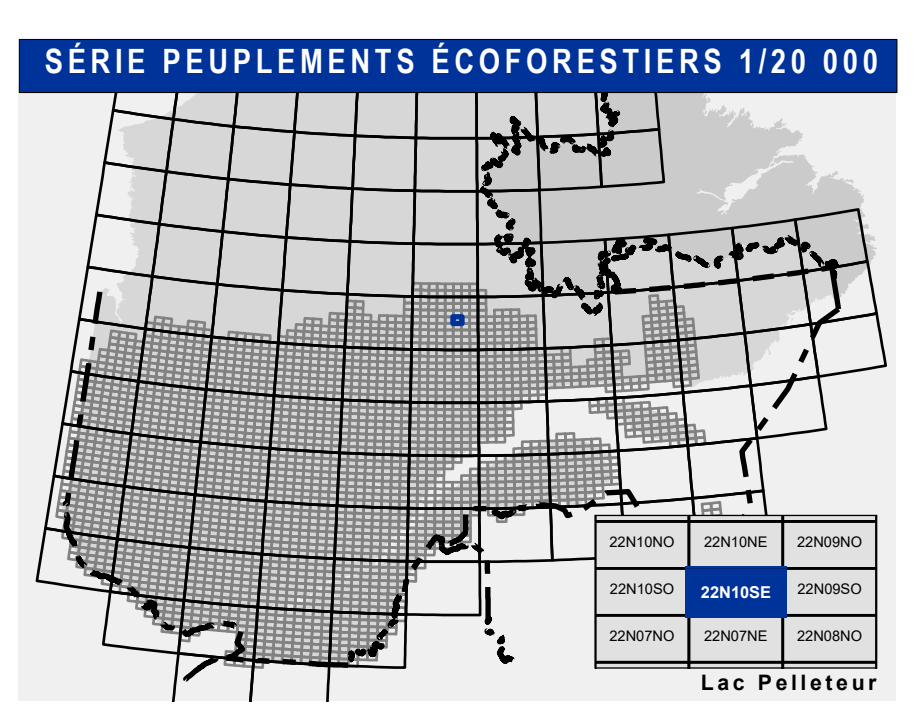 SÉRIE PEUPLEMENTS ÉCOFORESTIERS 1/20 000
22N10NO 22N10NE 22N09NO
22N10SO 22N10SE 22N09SO
22N07NO 22N07NE 22N08NO
Lac Pelleteur